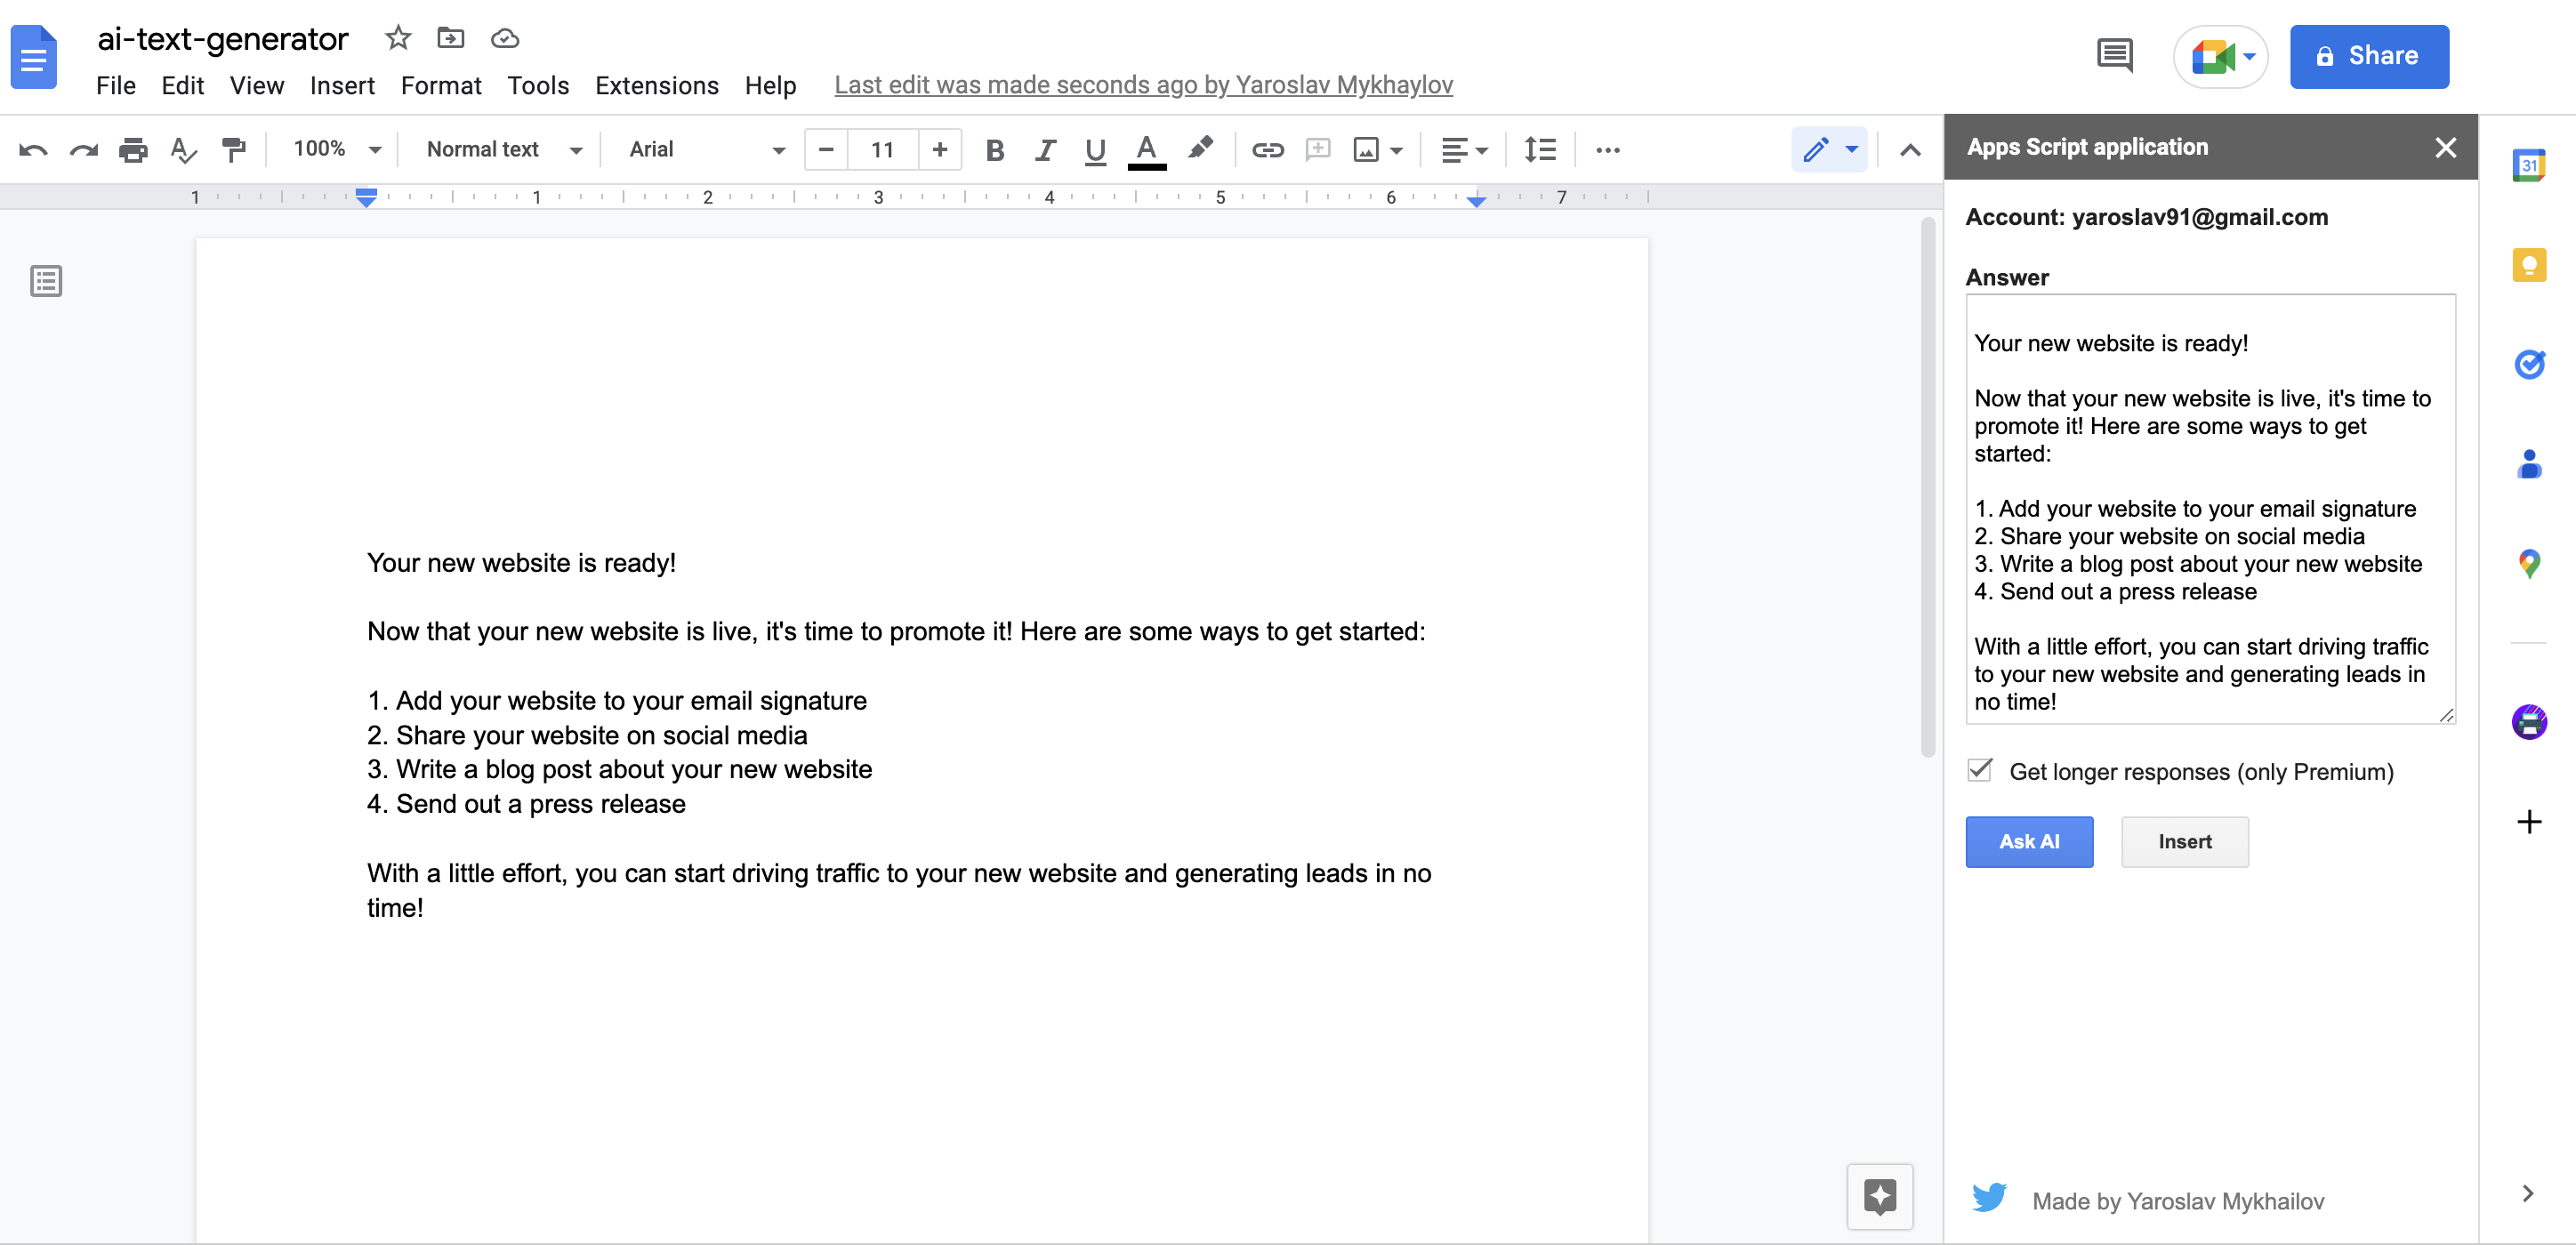 ai-text-generator
File Edit View Insert Format Tools Extensions Help Last edit was made seconds ago by Yaroslav Mykhaylov
Share
100% Normal text Arial 11
1 1 2 3 4 5 6 7
Your new website is ready!
Now that your new website is live, it's time to promote it! Here are some ways to get started:
1. Add your website to your email signature
2. Share your website on social media
3. Write a blog post about your new website
4. Send out a press release
With a little effort, you can start driving traffic to your new website and generating leads in no
time!
Apps Script application
Account: yaroslav91@gmail.com
Answer
Your new website is ready!
Now that your new website is live, it's time to
promote it! Here are some ways to get
started:
1. Add your website to your email signature
2. Share your website on social media
3. Write a blog post about your new website
4. Send out a press release
With a little effort, you can start driving traffic
to your new website and generating leads in
no time!
Get longer responses (only Premium)
Ask AI Insert
Made by Yaroslav Mykhailov
31